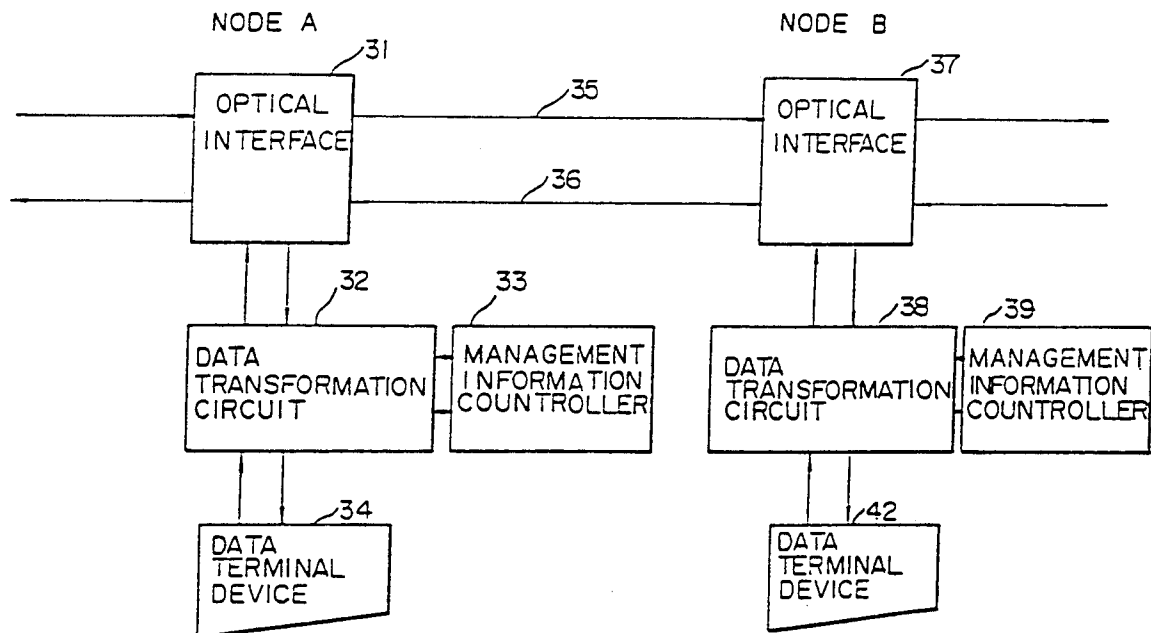 NODE A
NODE B
31
37
OPTICAL
INTERFACE
35
OPTICAL
INTERFACE
36
32
33
38
39
DATA
TRANSFORMATION
CIRCUIT
MANAGEMENT
INFORMATION
COUNTROLLER
DATA
TRANSFORMATION
CIRCUIT
MANAGEMENT
INFORMATION
COUNTROLLER
34
42
DATA
TERMINAL
DEVICE
DATA
TERMINAL
DEVICE